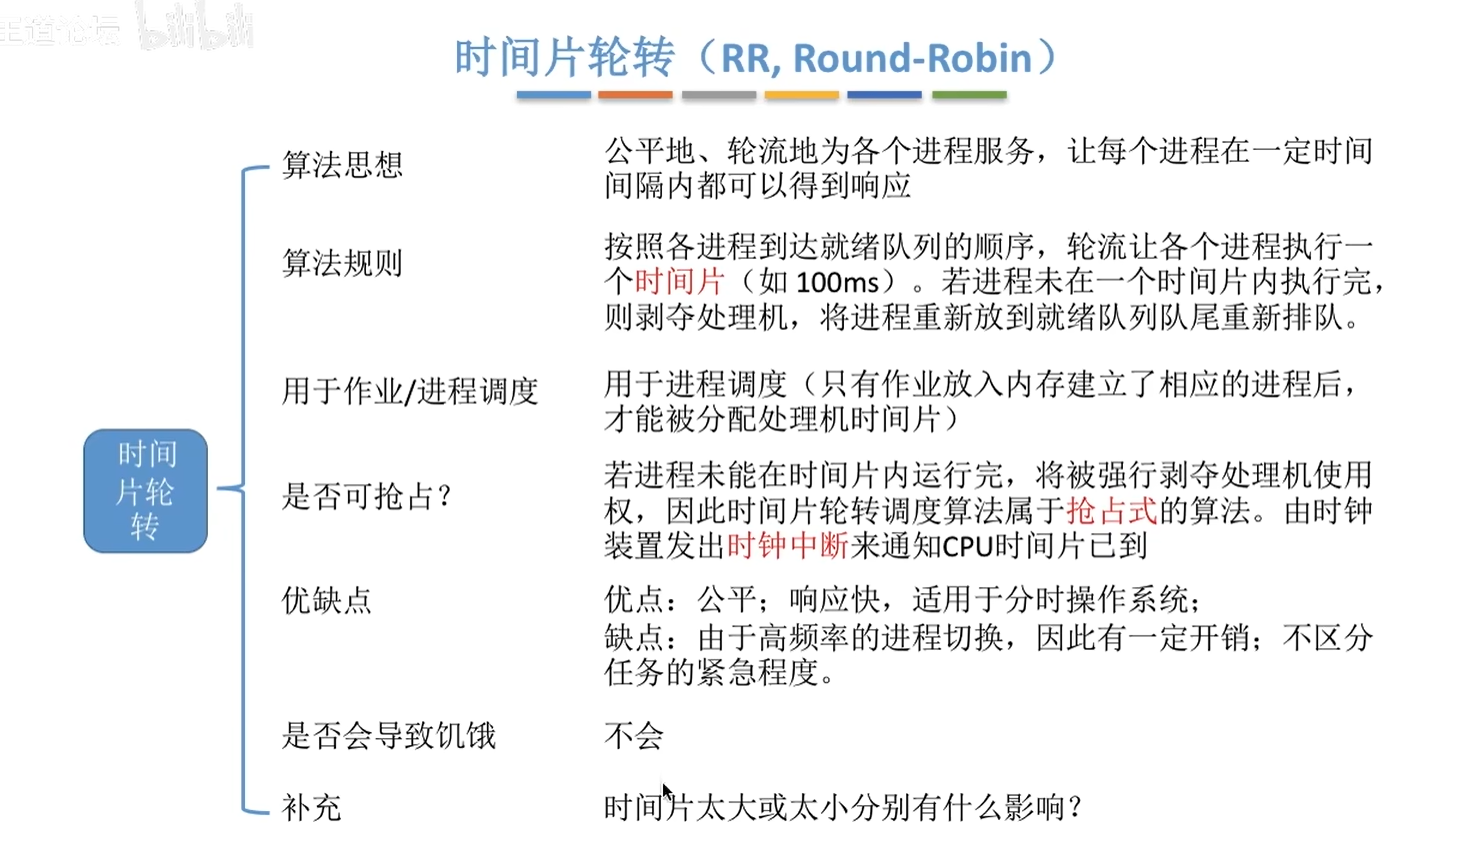 王道论坛 bilibili
时间片轮转（RR, Round-Robin）
算法思想
公平地、轮流地为各个进程服务，让每个进程在一定时间
间隔内都可以得到响应
算法规则
按照各进程到达就绪队列的顺序，轮流让各个进程执行一
个时间片（如 100ms）。若进程未在一个时间片内执行完，
则剥夺处理机，将进程重新放到就绪队列队尾重新排队。
用于作业/进程调度
用于进程调度（只有作业放入内存建立了相应的进程后，
才能被分配处理机时间片）
时间
片轮
转
是否可抢占？
若进程未能在时间片内运行完，将被强行剥夺处理机使用
权，因此时间片轮转调度算法属于抢占式的算法。由时钟
装置发出时钟中断来通知CPU时间片已到
优缺点
优点：公平；响应快，适用于分时操作系统；
缺点：由于高频率的进程切换，因此有一定开销；不区分
任务的紧急程度。
是否会导致饥饿
不会
补充
时间片太大或太小分别有什么影响？